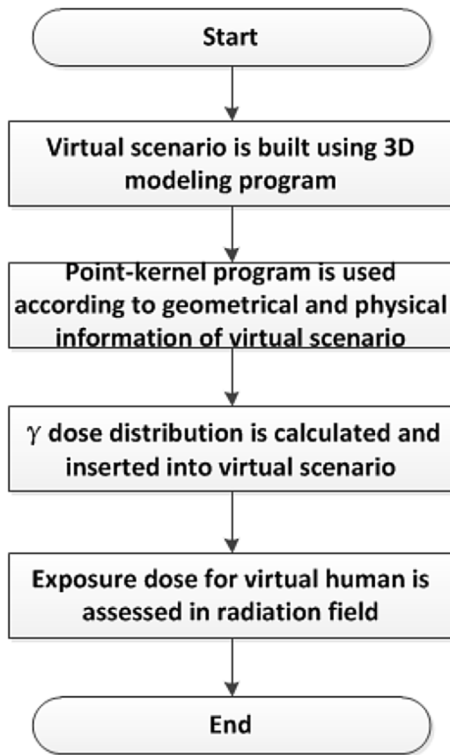 Start
Virtual scenario is built using 3D
modeling program
Point-kernel program is used
according to geometrical and physical
information of virtual scenario
γ dose distribution is calculated and
inserted into virtual scenario
Exposure dose for virtual human is
assessed in radiation field
End